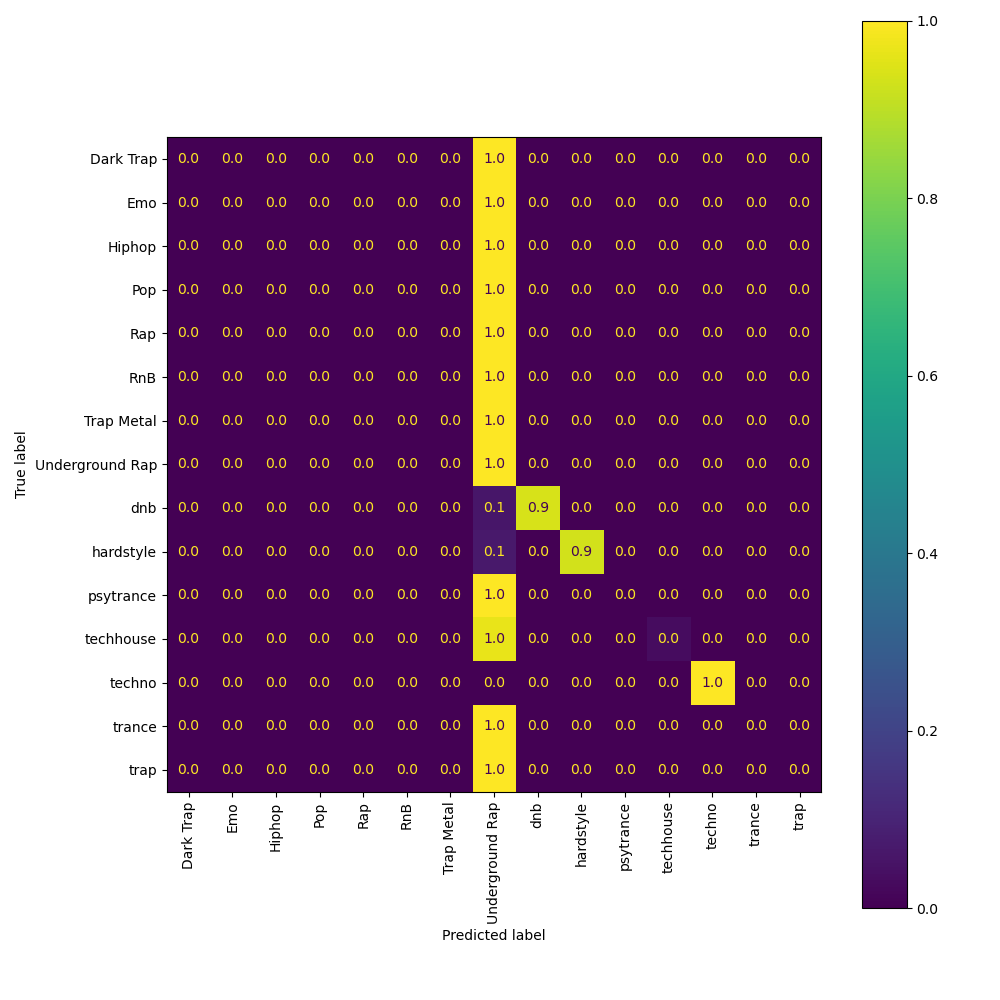 1.0
Dark Trap 0.0 0.0 0.0 0.0 0.0 0.0 0.0 1.0 0.0 0.0 0.0 0.0 0.0 0.0 0.0
Emo 0.0 0.0 0.0 0.0 0.0 0.0 0.0 1.0 0.0 0.0 0.0 0.0 0.0 0.0 0.0
0.8
Hiphop 0.0 0.0 0.0 0.0 0.0 0.0 0.0 1.0 0.0 0.0 0.0 0.0 0.0 0.0 0.0
Pop 0.0 0.0 0.0 0.0 0.0 0.0 0.0 1.0 0.0 0.0 0.0 0.0 0.0 0.0 0.0
Rap 0.0 0.0 0.0 0.0 0.0 0.0 0.0 1.0 0.0 0.0 0.0 0.0 0.0 0.0 0.0
RnB 0.0 0.0 0.0 0.0 0.0 0.0 0.0 1.0 0.0 0.0 0.0 0.0 0.0 0.0 0.0
0.6
Trap Metal 0.0 0.0 0.0 0.0 0.0 0.0 0.0 1.0 0.0 0.0 0.0 0.0 0.0 0.0 0.0
True label
Underground Rap 0.0 0.0 0.0 0.0 0.0 0.0 0.0 1.0 0.0 0.0 0.0 0.0 0.0 0.0 0.0
dnb 0.0 0.0 0.0 0.0 0.0 0.0 0.0 0.1 0.9 0.0 0.0 0.0 0.0 0.0 0.0
hardstyle 0.0 0.0 0.0 0.0 0.0 0.0 0.0 0.1 0.0 0.9 0.0 0.0 0.0 0.0 0.0
0.4
psytrance 0.0 0.0 0.0 0.0 0.0 0.0 0.0 1.0 0.0 0.0 0.0 0.0 0.0 0.0 0.0
techhouse 0.0 0.0 0.0 0.0 0.0 0.0 0.0 1.0 0.0 0.0 0.0 0.0 0.0 0.0 0.0
techno 0.0 0.0 0.0 0.0 0.0 0.0 0.0 0.0 0.0 0.0 0.0 0.0 1.0 0.0 0.0
trance 0.0 0.0 0.0 0.0 0.0 0.0 0.0 1.0 0.0 0.0 0.0 0.0 0.0 0.0 0.0
0.2
trap 0.0 0.0 0.0 0.0 0.0 0.0 0.0 1.0 0.0 0.0 0.0 0.0 0.0 0.0 0.0
Dark Trap
Emo
Hiphop
Pop
Rap
RnB
Trap Metal
Underground Rap
dnb
hardstyle
psytrance
techhouse
techno
trance
trap
0.0
Predicted label